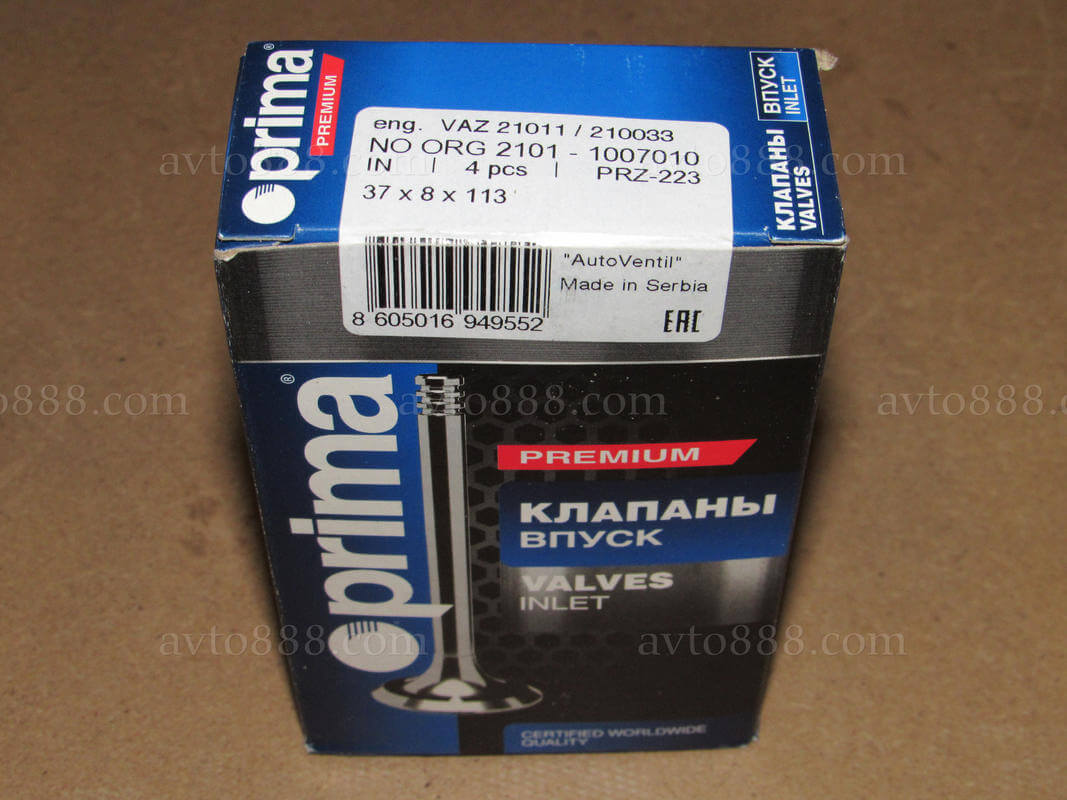 prima®
PREMIUM
eng. VAZ 21011 / 210033
NO ORG 2101 - 1007010
IN | 4 pcs | PRZ-223
37 x 8 x 113
8 605016 949552
"AutoVentil"
Made in Serbia
EAC
КЛАПАНЫ ВПУСК
VALVES INLET
prima®
PREMIUM
КЛАПАНЫ
ВПУСК
VALVES
INLET
CERTIFIED WORLDWIDE
QUALITY
avto888.com avto888.com
avto888.com avto888.com avto888.com
avto888.com avto888.com